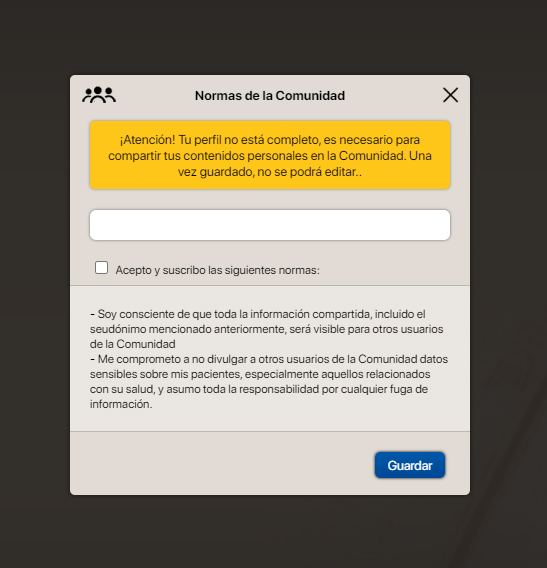 Normas de la Comunidad
¡Atención! Tu perfil no está completo, es necesario para
compartir tus contenidos personales en la Comunidad. Una
vez guardado, no se podrá editar..
Acepto y suscribo las siguientes normas:
- Soy consciente de que toda la información compartida, incluido el
seudónimo mencionado anteriormente, será visible para otros usuarios
de la Comunidad
- Me comprometo a no divulgar a otros usuarios de la Comunidad datos
sensibles sobre mis pacientes, especialmente aquellos relacionados
con su salud, y asumo toda la responsabilidad por cualquier fuga de
información.
Guardar